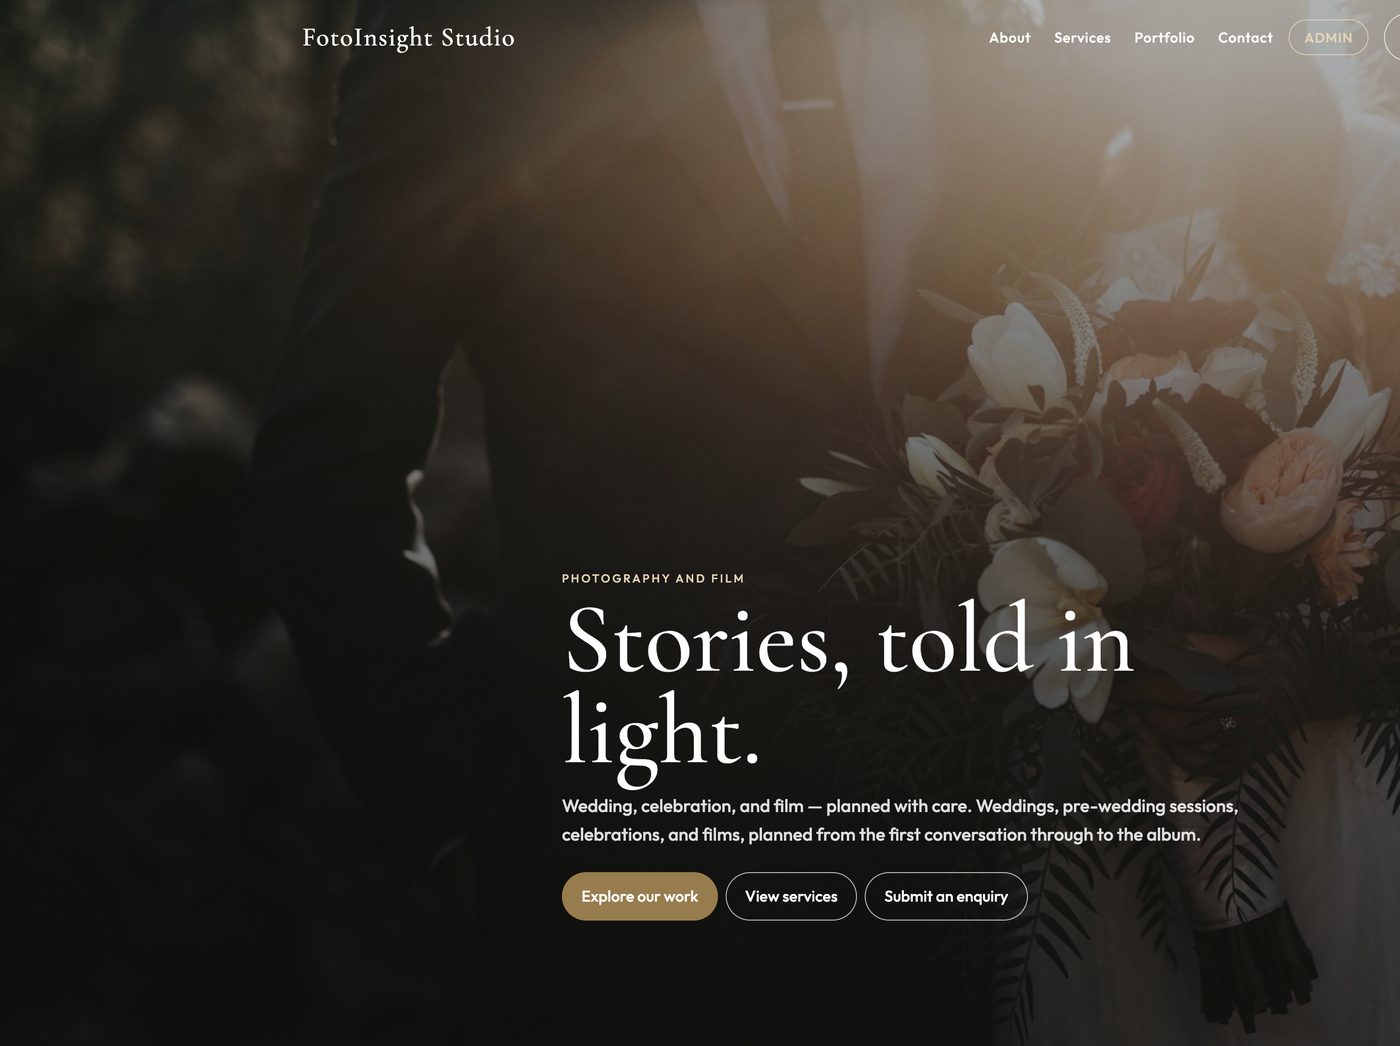 FotoInsight Studio
About Services Portfolio Contact ADMIN
PHOTOGRAPHY AND FILM
Stories, told in
light.
Wedding, celebration, and film — planned with care. Weddings, pre-wedding sessions,
celebrations, and films, planned from the first conversation through to the album.
Explore our work View services Submit an enquiry